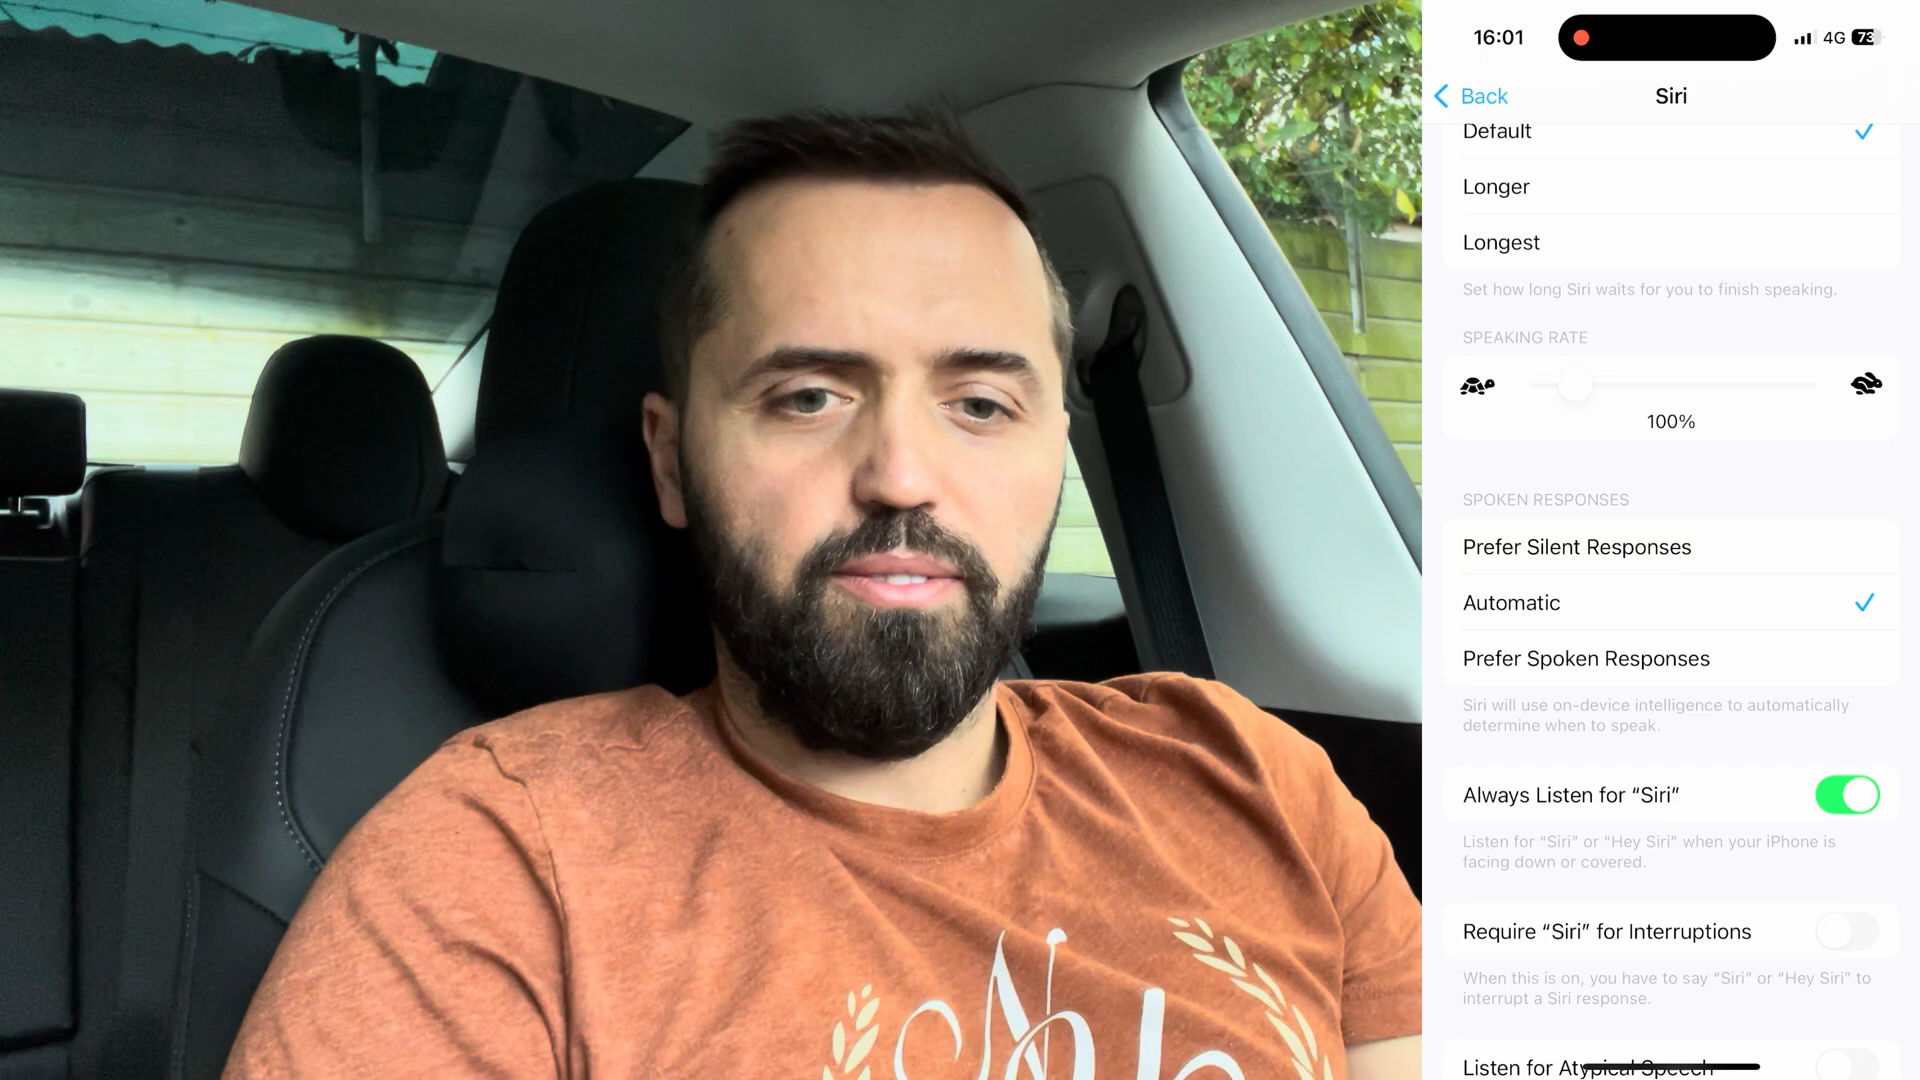 16:01
4G 73
Back
Siri
Default
Longer
Longest
Set how long Siri waits for you to finish speaking.
SPEAKING RATE
100%
SPOKEN RESPONSES
Prefer Silent Responses
Automatic
Prefer Spoken Responses
Siri will use on-device intelligence to automatically
determine when to speak.
Always Listen for “Siri”
Listen for “Siri” or “Hey Siri” when your iPhone is
facing down or covered.
Require “Siri” for Interruptions
When this is on, you have to say “Siri” or “Hey Siri” to
interrupt a Siri response.
Listen for Atypical Speech